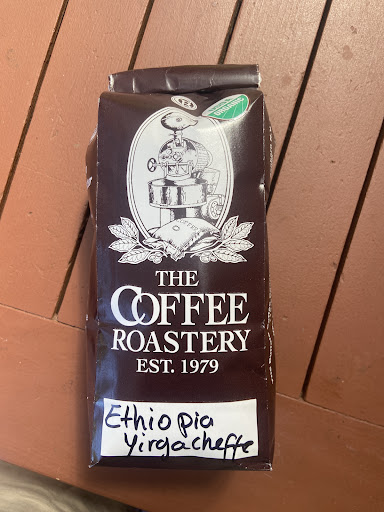 THE
COFFEE
ROASTERY
EST. 1979
Ethiopia
Yirgacheffe